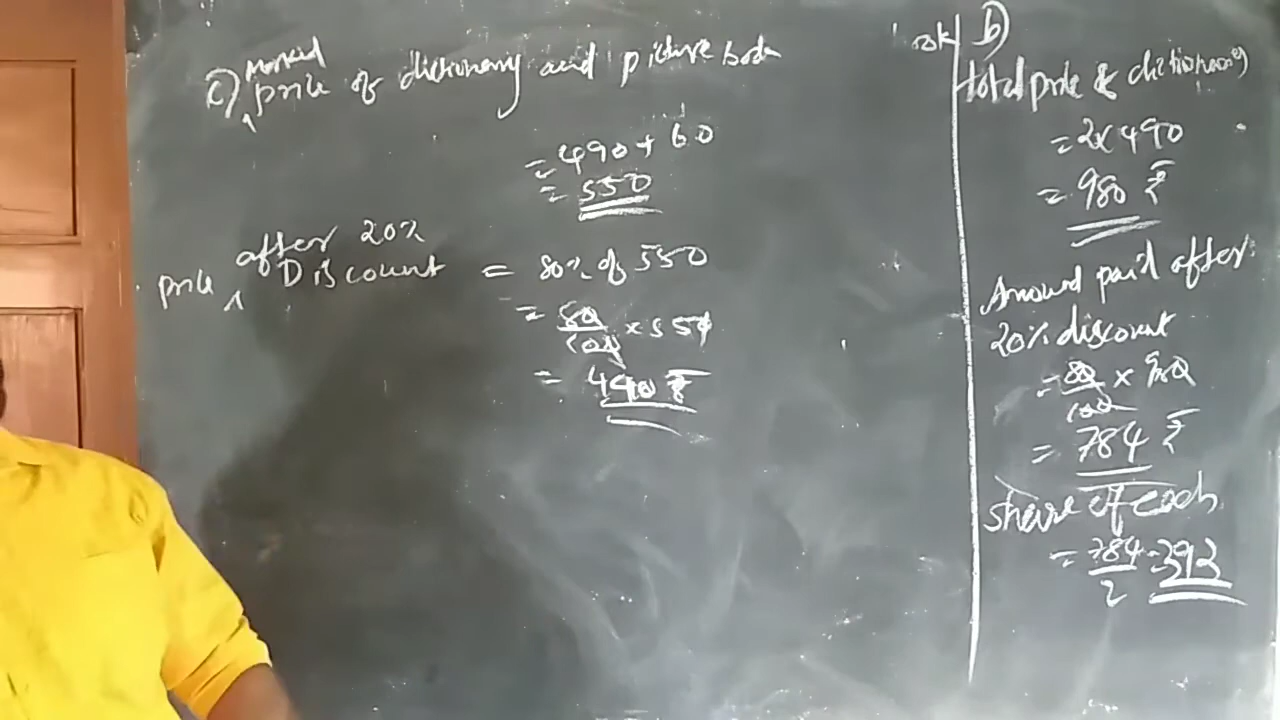 c) Marked price of dictionary and picture book
= 490 + 60
= 550
price after 20%
Discount = 80% of 550
= 80/100 × 550
= 440 ₹
ook
b)
total price of dictionary
= 2×490
= 980 ₹
Amount paid after
20% discount
= 80/100 × 980
= 784 ₹
share of each
= 784/2 = 392